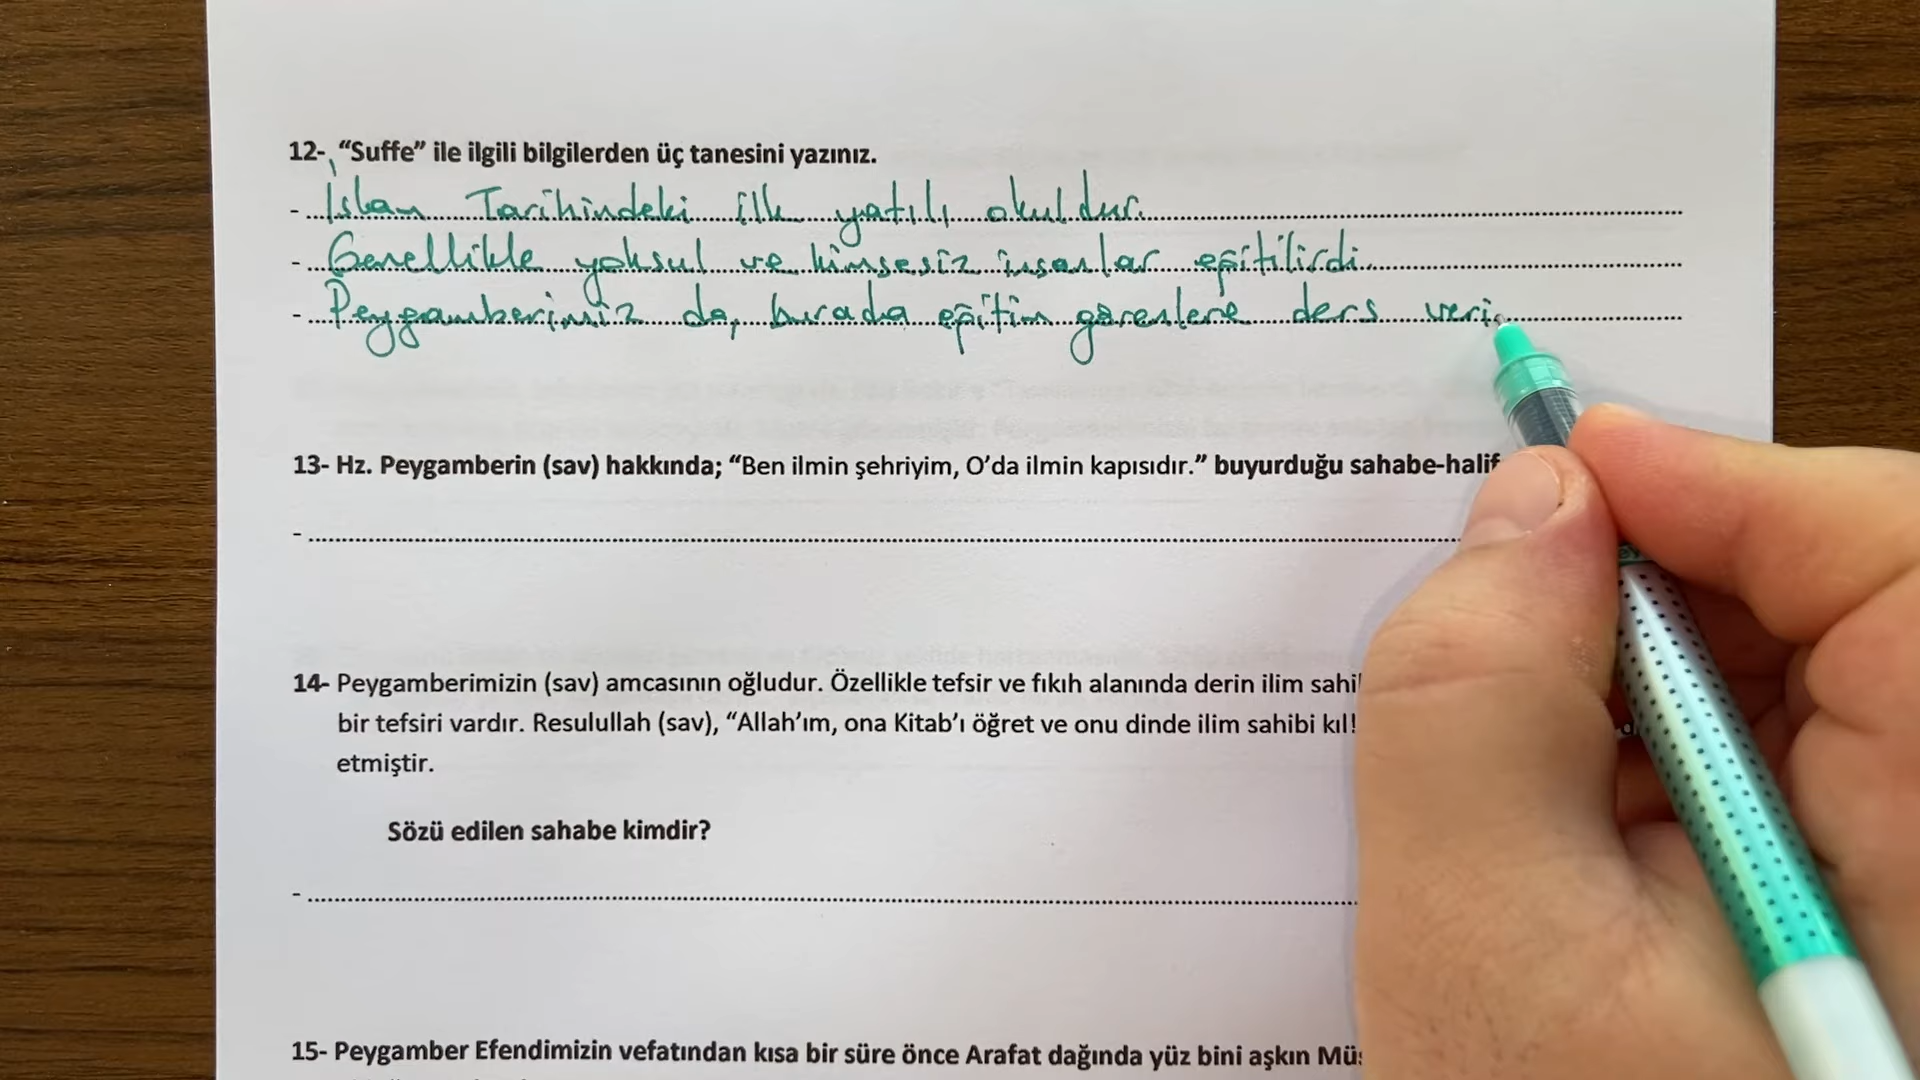 12- “Suffe” ile ilgili bilgilerden üç tanesini yazınız.
- İslam Tarihindeki ilk yatılı okuldur.
- Genellikle yoksul ve kimsesiz insanlar eğitilirdi.
- Peygamberimiz de, burada eğitim görenlere ders veri
13- Hz. Peygamberin (sav) hakkında; “Ben ilmin şehriyim, O’da ilmin kapısıdır.” buyurduğu sahabe-halif
-
14- Peygamberimizin (sav) amcasının oğludur. Özellikle tefsir ve fıkıh alanında derin ilim
bir tefsiri vardır. Resulullah (sav), “Allah’ım, ona Kitab’ı öğret ve onu dinde ilim sahibi kıl!
etmiştir.
Sözü edilen sahabe kimdir?
-
15- Peygamber Efendimizin vefatından kısa bir süre önce Arafat dağında yüz bini aşkın